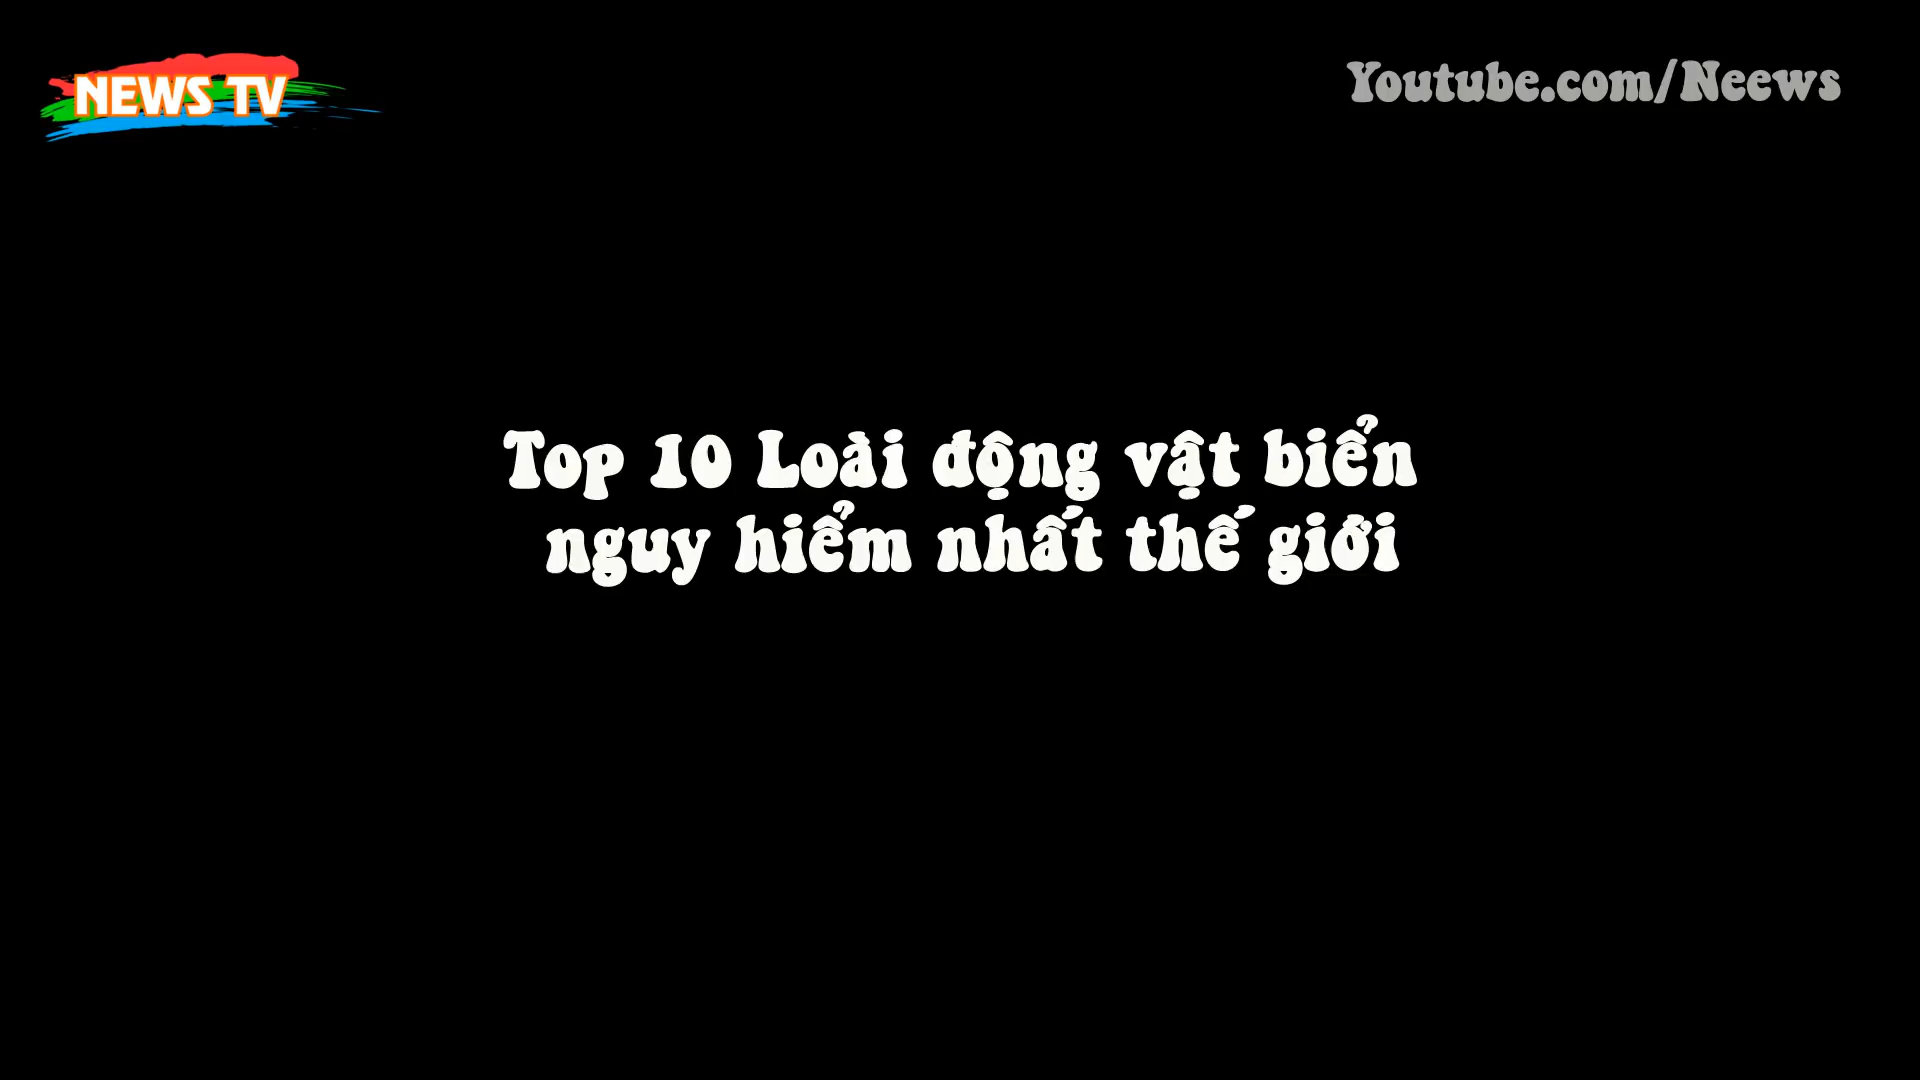 NEWS TV
Youtube.com/Neews
Top 10 Loài động vật biển
nguy hiểm nhất thế giới